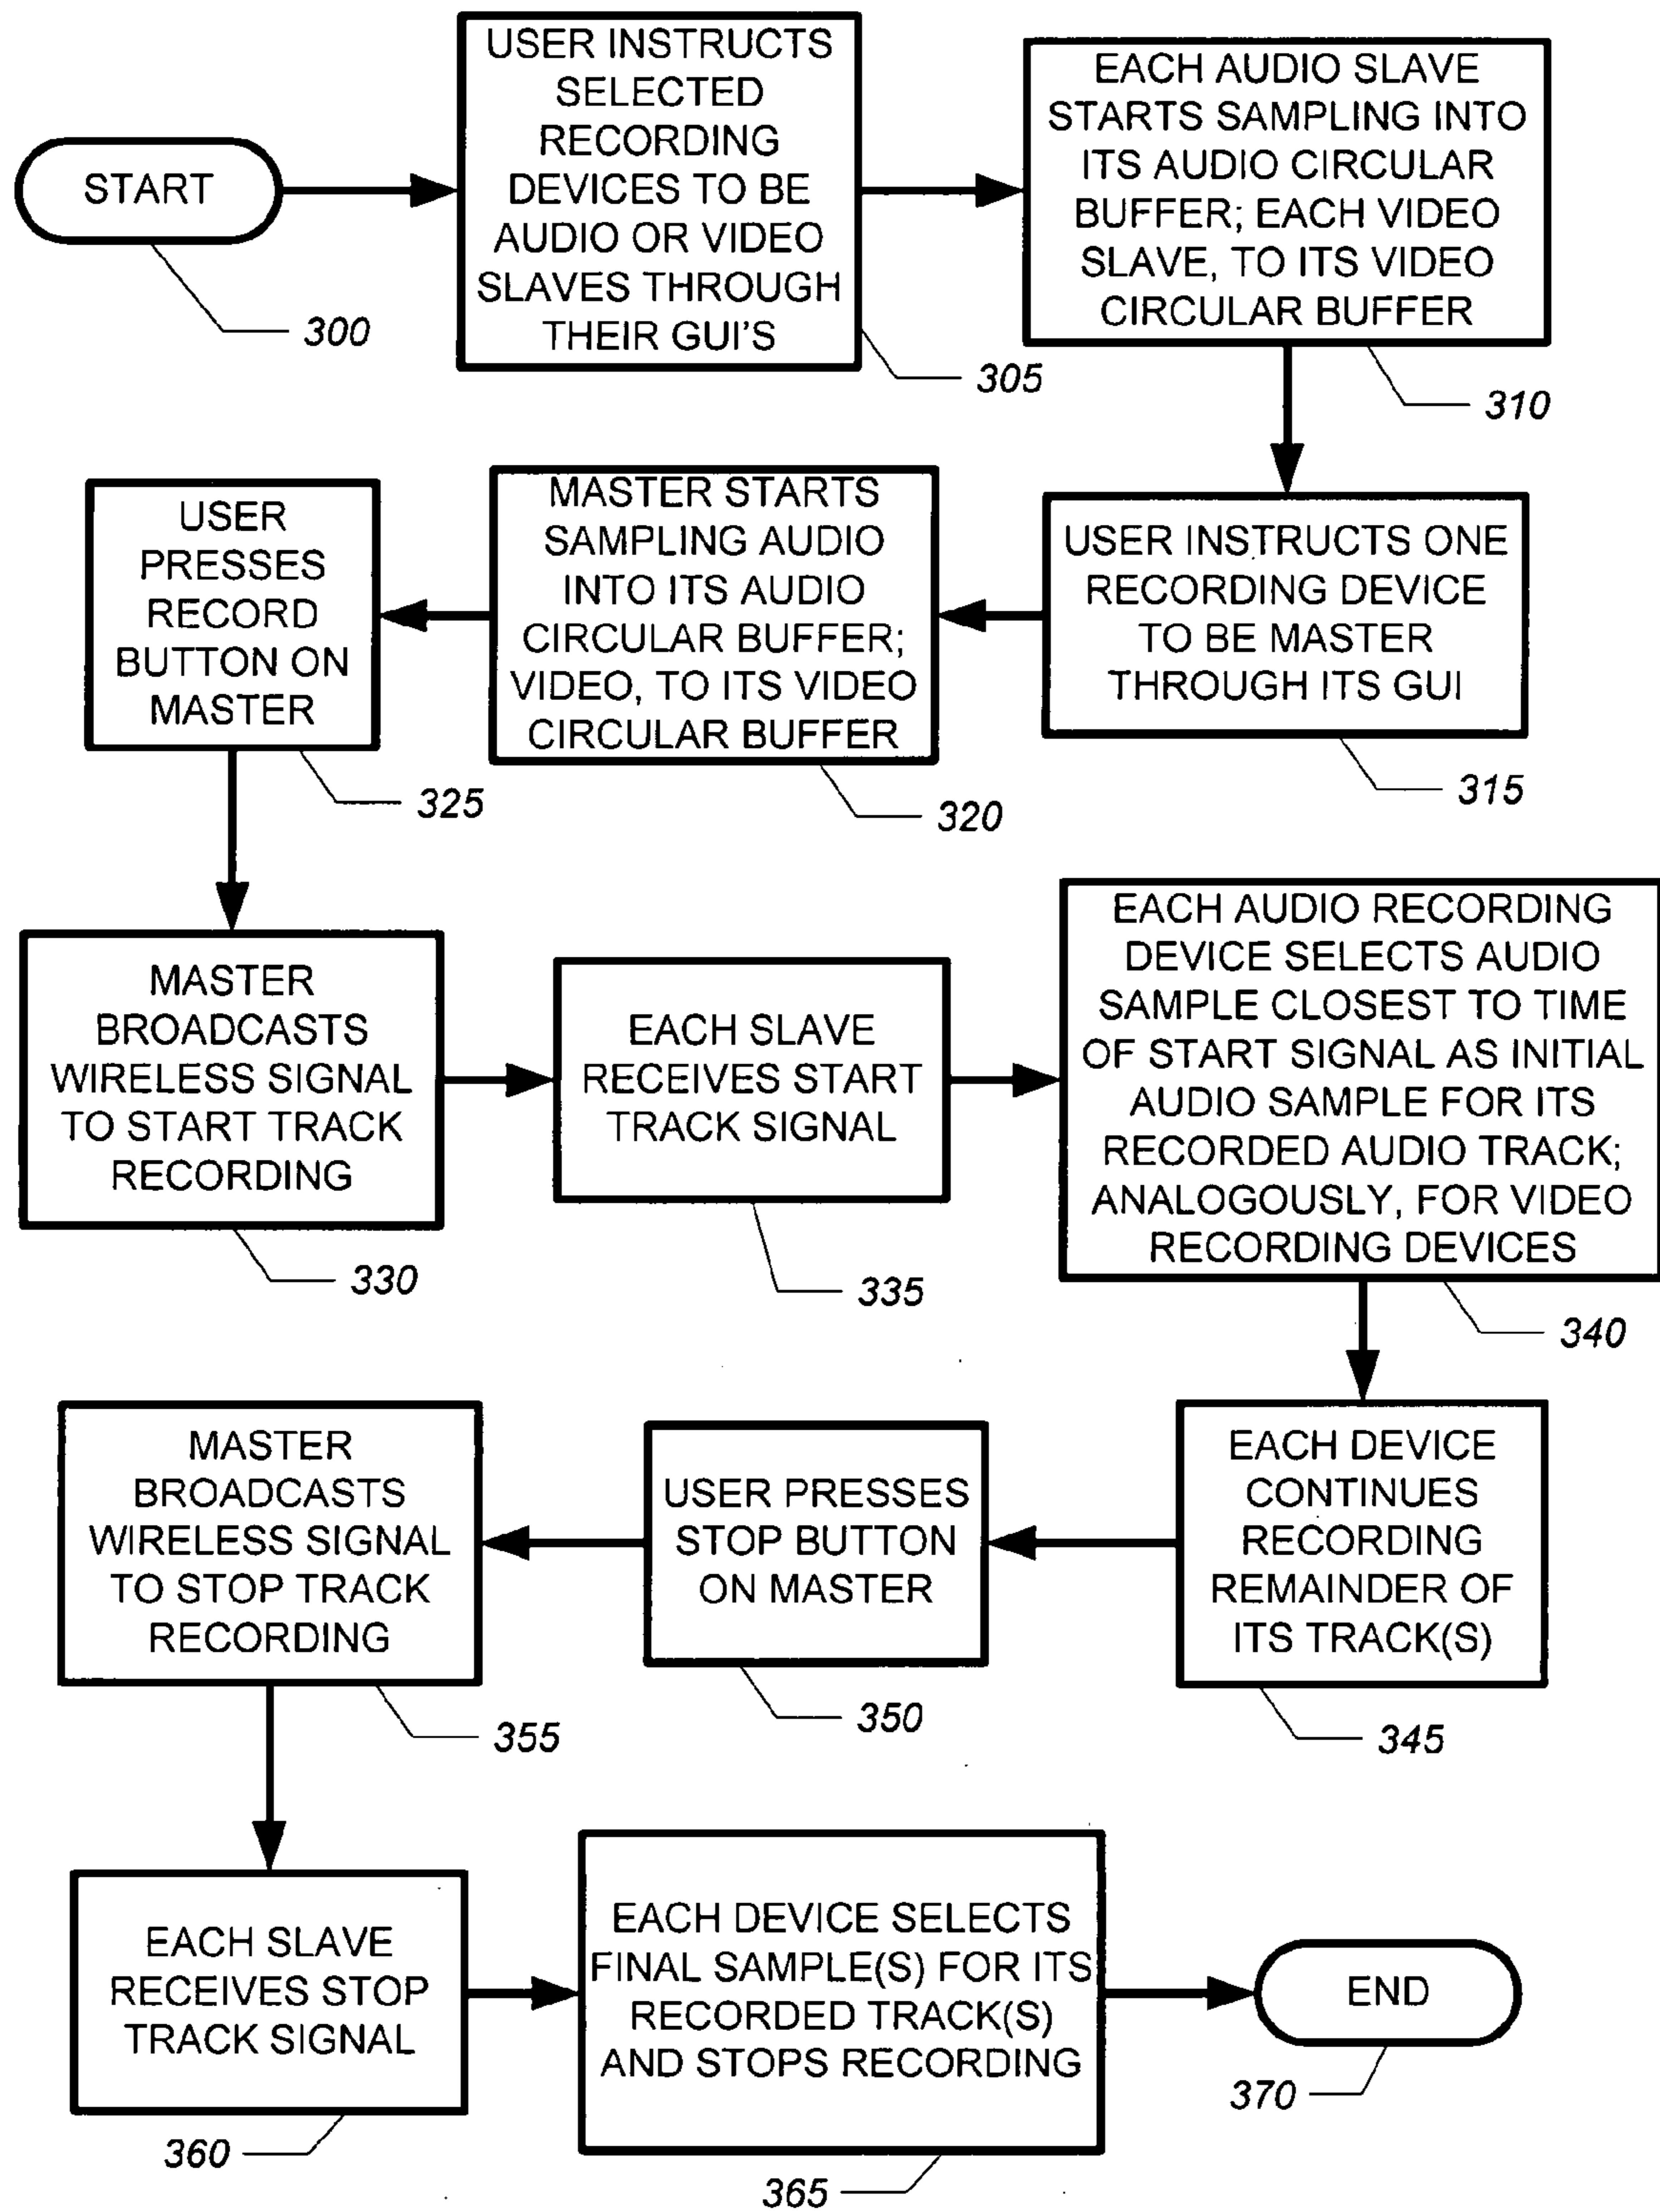 START
300
USER INSTRUCTS
SELECTED
RECORDING
DEVICES TO BE
AUDIO OR VIDEO
SLAVES THROUGH
THEIR GUI'S
305
EACH AUDIO SLAVE
STARTS SAMPLING INTO
ITS AUDIO CIRCULAR
BUFFER; EACH VIDEO
SLAVE, TO ITS VIDEO
CIRCULAR BUFFER
310
USER INSTRUCTS ONE
RECORDING DEVICE
TO BE MASTER
THROUGH ITS GUI
315
MASTER STARTS
SAMPLING AUDIO
INTO ITS AUDIO
CIRCULAR BUFFER;
VIDEO, TO ITS VIDEO
CIRCULAR BUFFER
320
USER
PRESSES
RECORD
BUTTON ON
MASTER
325
MASTER
BROADCASTS
WIRELESS SIGNAL
TO START TRACK
RECORDING
330
EACH SLAVE
RECEIVES START
TRACK SIGNAL
335
EACH AUDIO RECORDING
DEVICE SELECTS AUDIO
SAMPLE CLOSEST TO TIME
OF START SIGNAL AS INITIAL
AUDIO SAMPLE FOR ITS
RECORDED AUDIO TRACK;
ANALOGOUSLY, FOR VIDEO
RECORDING DEVICES
340
EACH DEVICE
CONTINUES
RECORDING
REMAINDER OF
ITS TRACK(S)
345
USER PRESSES
STOP BUTTON
ON MASTER
350
MASTER
BROADCASTS
WIRELESS SIGNAL
TO STOP TRACK
RECORDING
355
EACH SLAVE
RECEIVES STOP
TRACK SIGNAL
360
EACH DEVICE SELECTS
FINAL SAMPLE(S) FOR ITS
RECORDED TRACK(S)
AND STOPS RECORDING
365
END
370